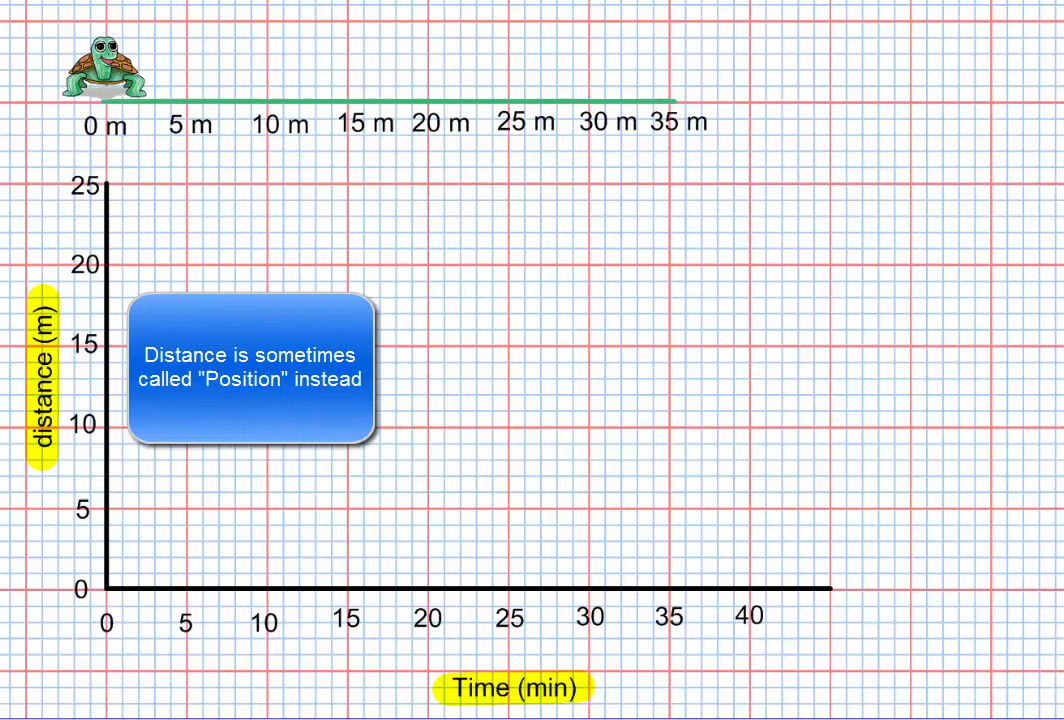 0 m 5 m 10 m 15 m 20 m 25 m 30 m 35 m
25
20
15
10
5
0
distance (m)
Distance is sometimes
called "Position" instead
0 5 10 15 20 25 30 35 40
Time (min)